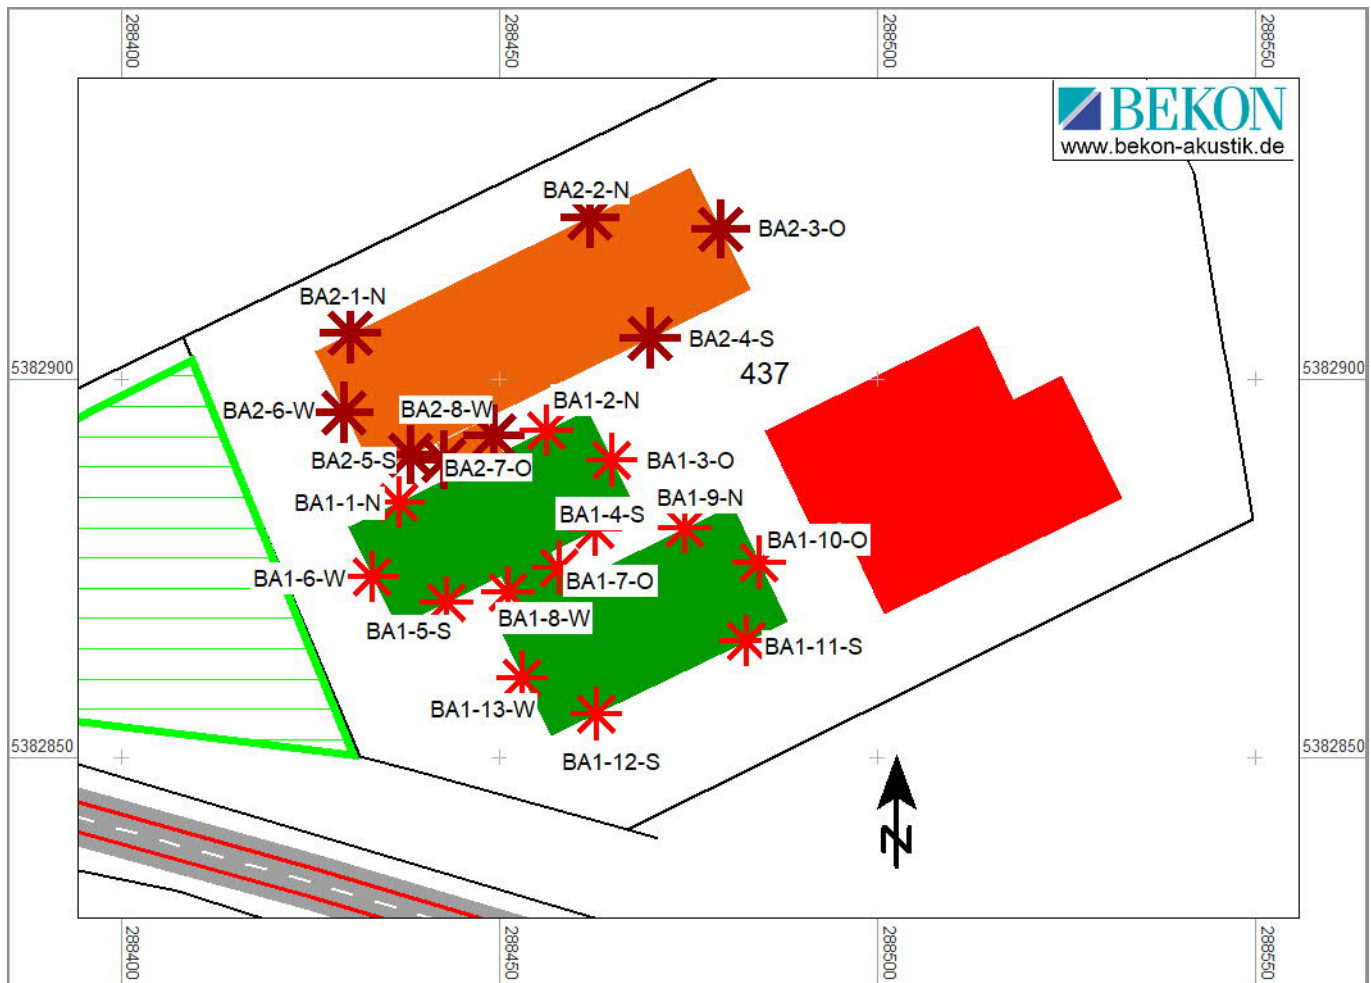 288400
288450
288500
288550
BEKON
www.bekon-akustik.de
BA2-2-N
BA2-3-O
BA2-1-N
BA2-4-S
437
5382900
5382900
BA2-6-W
BA2-8-W
BA1-2-N
BA2-5-S
BA2-7-O
BA1-3-O
BA1-1-N
BA1-9-N
BA1-4-S
BA1-10-O
BA1-6-W
BA1-7-O
BA1-8-W
BA1-5-S
BA1-11-S
BA1-13-W
BA1-12-S
5382850
5382850
N
288400
288450
288500
288550